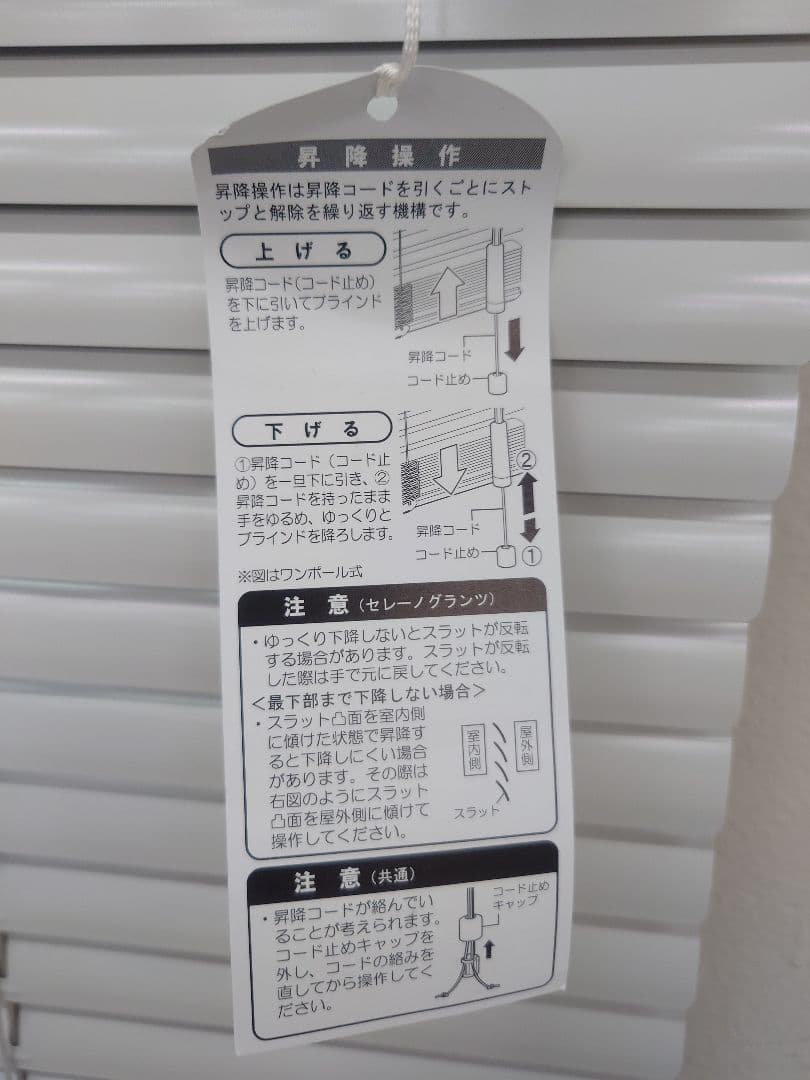 昇降操作
昇降操作は昇降コードを引くごとにスト
ップと解除を繰り返す機構です。
上げる
昇降コード(コード止め)
を下に引いてブラインド
を上げます。
昇降コード
コード止め
下げる
①昇降コード(コード止
め)を一旦下に引き、②
昇降コードを持ったまま
手をゆるめ、ゆっくりと
ブラインドを降ろします。
②
昇降コード
コード止め
①
※図はワンポール式
注意(セレーノグランツ)
・ゆっくり下降しないとスラットが反転
する場合があります。スラットが反転
した際は手で元に戻してください。
<最下部まで下降しない場合>
・スラット凸面を室内側
に傾けた状態で昇降す
ると下降しにくい場合
があります。その際は
右図のようにスラット
凸面を屋外側に傾けて
操作してください。
室内側
屋外側
スラット
注意(共通)
・昇降コードが絡んでい
ることが考えられます。
コード止めキャップを
外し、コードの絡みを
直してから操作してく
ださい。
コード止め
キャップ